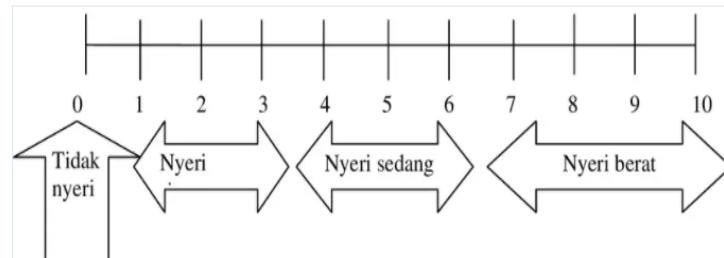 0 1 2 3 4 5 6 7 8 9 10
Tidak
nyeri
Nyeri
Nyeri sedang
Nyeri berat